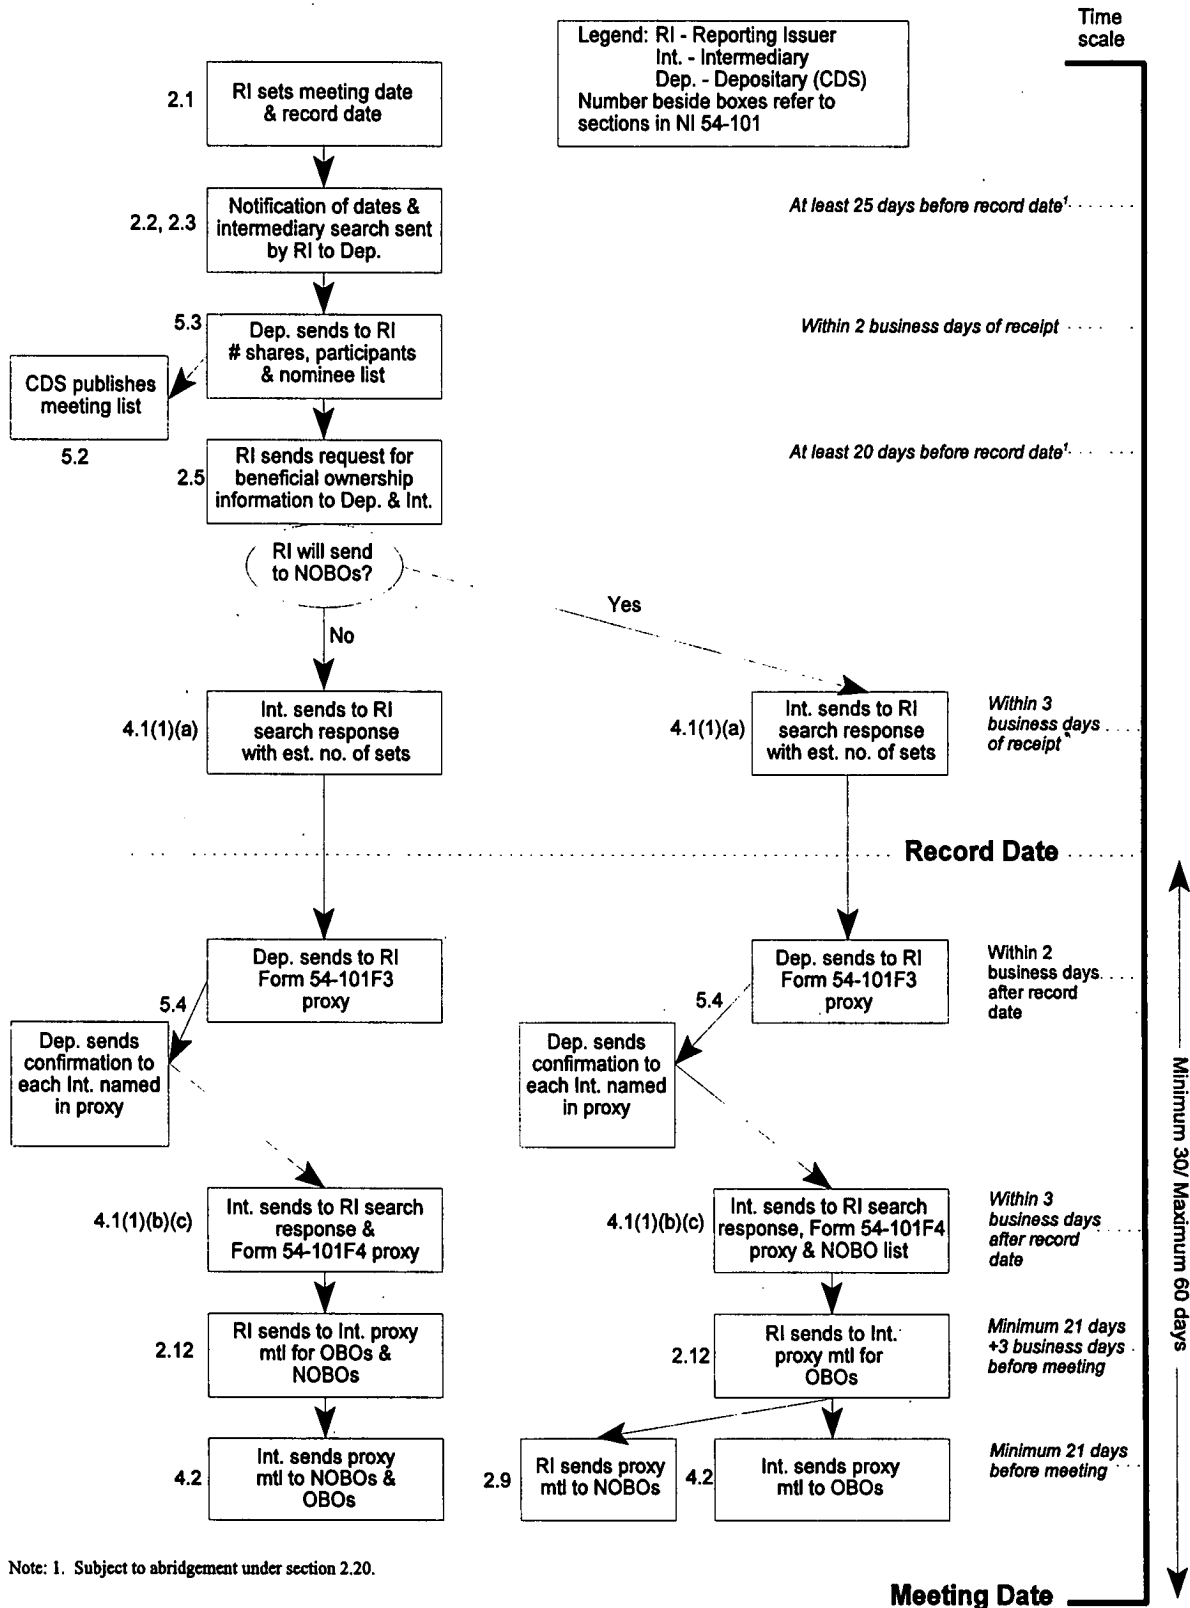 Time
scale
Legend: RI - Reporting Issuer
Int. - Intermediary
Dep. - Depositary (CDS)
Number beside boxes refer to
sections in NI 54-101
2.1
RI sets meeting date
& record date
2.2, 2.3
Notification of dates &
intermediary search sent
by RI to Dep.
At least 25 days before record date¹
5.3
Dep. sends to RI
# shares, participants
& nominee list
Within 2 business days of receipt
CDS publishes
meeting list
5.2
2.5
RI sends request for
beneficial ownership
information to Dep. & Int.
At least 20 days before record date¹
RI will send
to NOBOs?
Yes
No
4.1(1)(a)
Int. sends to RI
search response
with est. no. of sets
4.1(1)(a)
Int. sends to RI
search response
with est. no. of sets
Within 3
business days
of receipt
Record Date
Dep. sends to RI
Form 54-101F3
proxy
Dep. sends to RI
Form 54-101F3
proxy
Within 2
business days
after record
date
5.4
Dep. sends
confirmation to
each Int. named
in proxy
5.4
Dep. sends
confirmation to
each Int. named
in proxy
4.1(1)(b)(c)
Int. sends to RI search
response &
Form 54-101F4 proxy
4.1(1)(b)(c)
Int. sends to RI search
response, Form 54-101F4
proxy & NOBO list
Within 3
business days
after record
date
Minimum 30/ Maximum 60 days
2.12
RI sends to Int. proxy
mtl for OBOs &
NOBOs
2.12
RI sends to Int.
proxy mtl for
OBOs
Minimum 21 days
+3 business days
before meeting
4.2
Int. sends proxy
mtl to NOBOs &
OBOs
2.9
RI sends proxy
mtl to NOBOs
4.2
Int. sends proxy
mtl to OBOs
Minimum 21 days
before meeting
Note: 1. Subject to abridgement under section 2.20.
Meeting Date